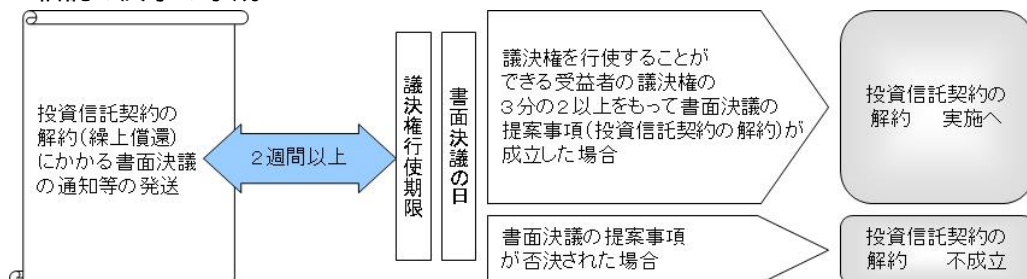 投資信託契約の
解約(繰上償還)
にかかる書面決議
の通知等の発送
２週間以上
議決権行使期限
書面決議の日
議決権を行使することが
できる受益者の議決権の
３分の２以上をもって書面決議の
提案事項(投資信託契約の解約)が
成立した場合
投資信託契約の
解約　実施へ
書面決議の提案事項
が否決された場合
投資信託契約の
解約　不成立